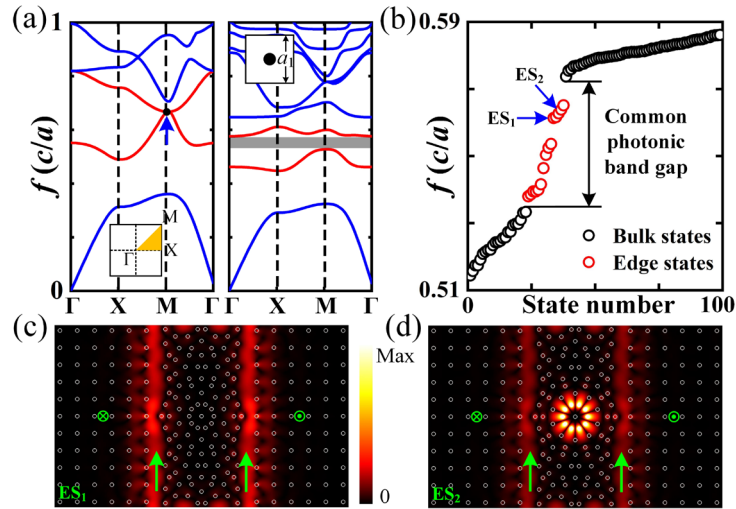 (a)
1
f (c/a)
0
Γ X M Γ
M
Γ X
a₁
Γ X M Γ
(b)
0.59
f (c/a)
0.51
ES₂
ES₁
Common
photonic
band gap
Bulk states
Edge states
0 State number 100
(c)
ES₁
Max
0
(d)
ES₂